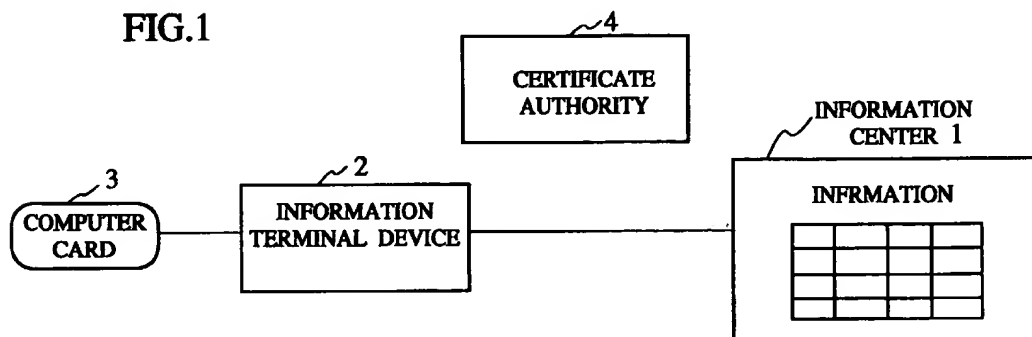 FIG.1
4
CERTIFICATE
AUTHORITY
INFORMATION
CENTER 1
3
COMPUTER
CARD
2
INFORMATION
TERMINAL DEVICE
INFRMATION